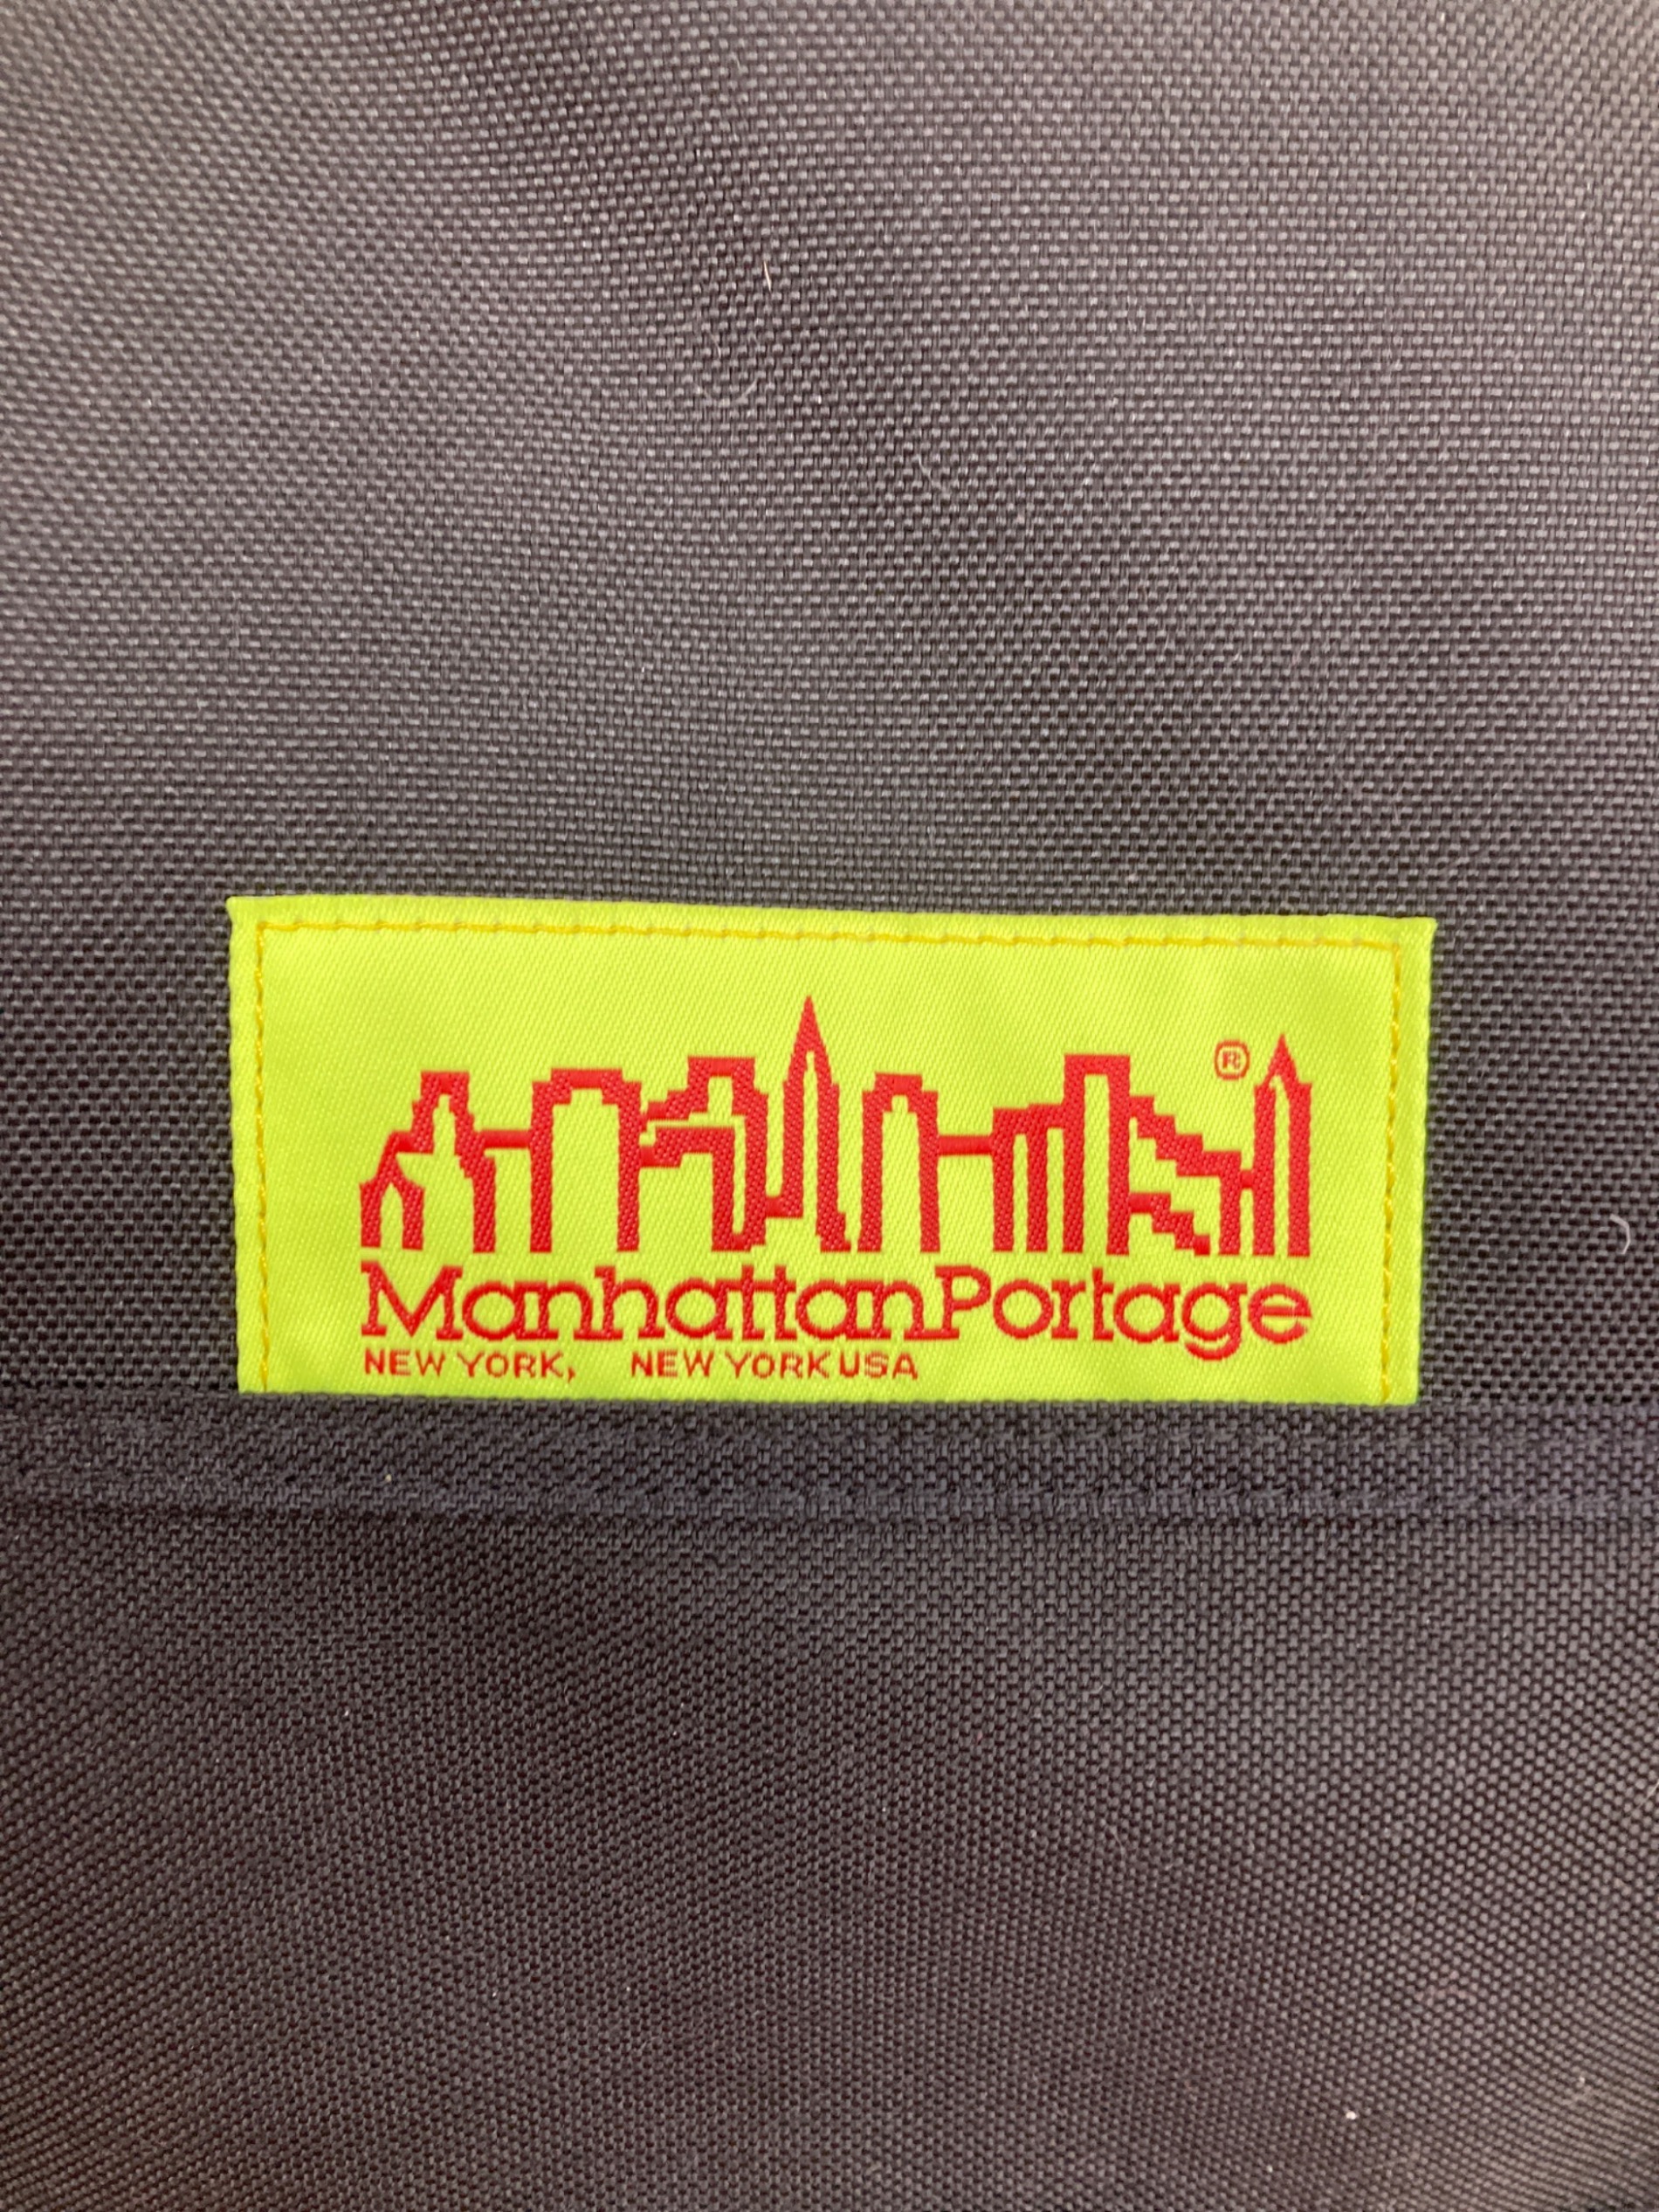 ®
ManhattanPortage
NEW YORK, NEW YORK USA